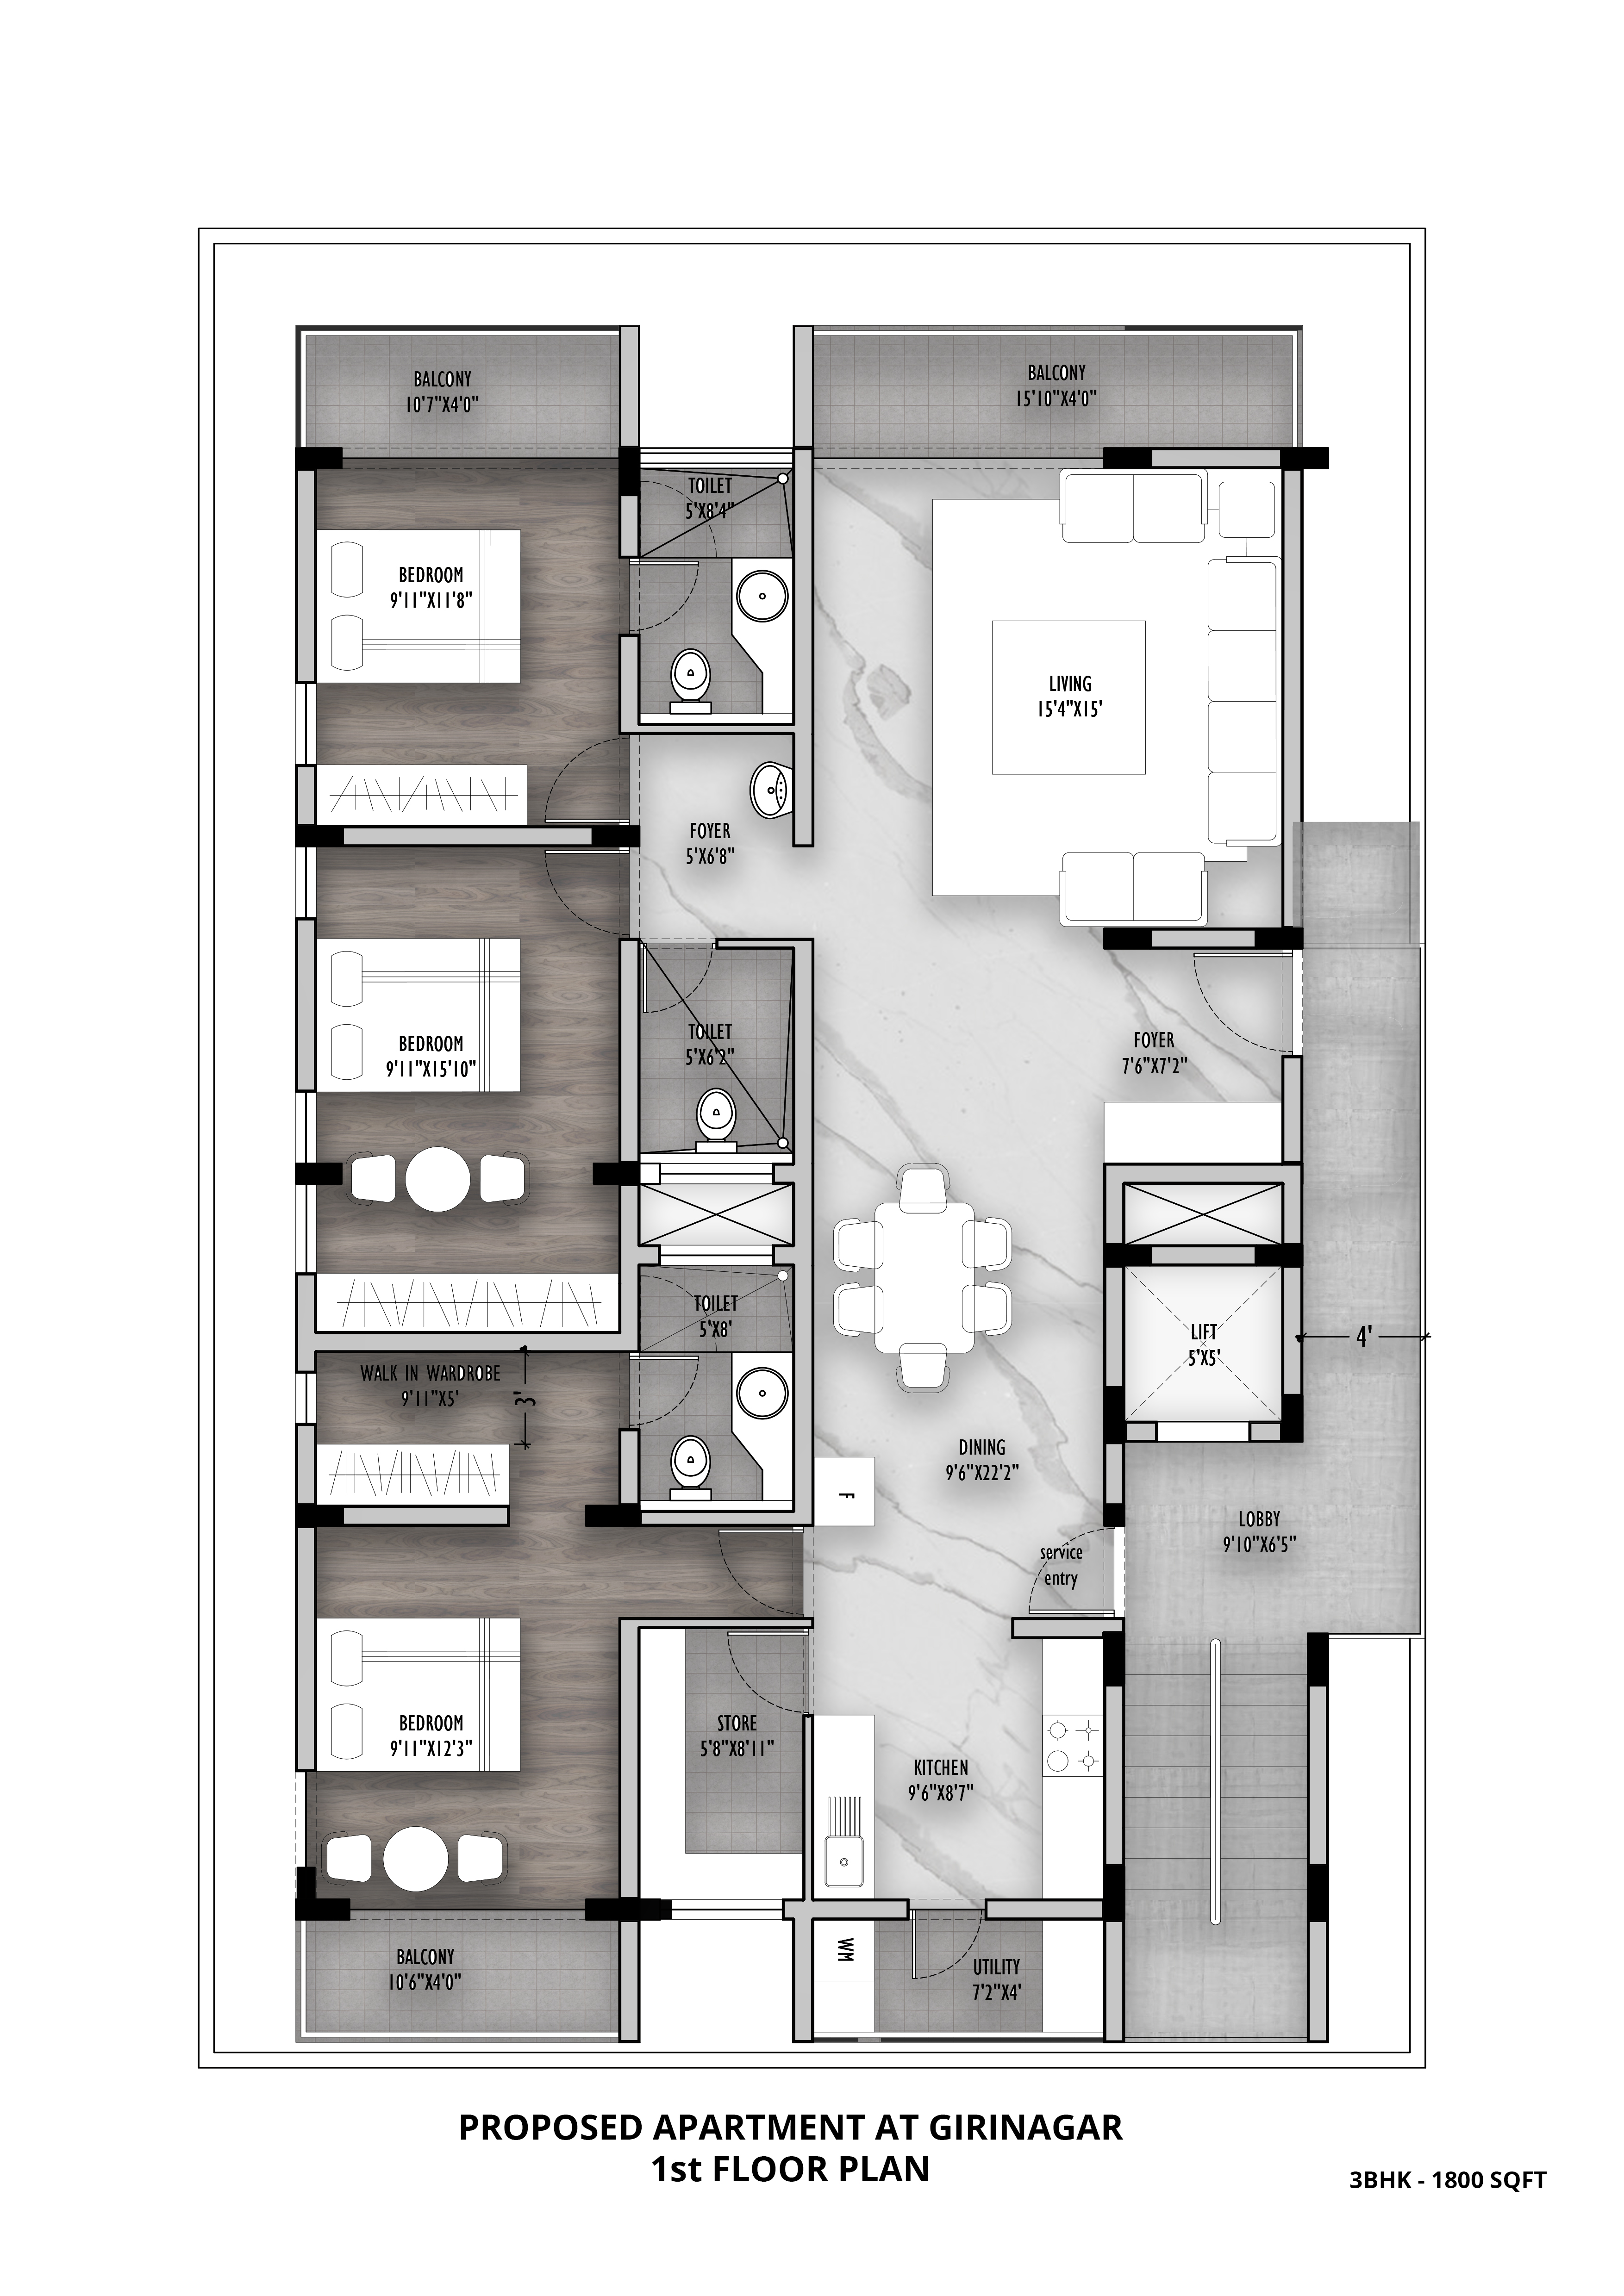 BALCONY
10'7"X4'0"
BALCONY
15'10"X4'0"
TOILET
5'X8'4"
BEDROOM
9'11"X11'8"
LIVING
15'4"X15'
FOYER
5'X6'8"
BEDROOM
9'11"X15'10"
TOILET
5'X6'2"
FOYER
7'6"X7'2"
TOILET
5'X8'
LIFT
5'X5'
4'
WALK IN WARDROBE
9'11"X5'
3'
DINING
9'6"X22'2"
F
LOBBY
9'10"X6'5"
service
entry
BEDROOM
9'11"X12'3"
STORE
5'8"X8'11"
KITCHEN
9'6"X8'7"
BALCONY
10'6"X4'0"
WM
UTILITY
7'2"X4'
PROPOSED APARTMENT AT GIRINAGAR
1st FLOOR PLAN
3BHK - 1800 SQFT